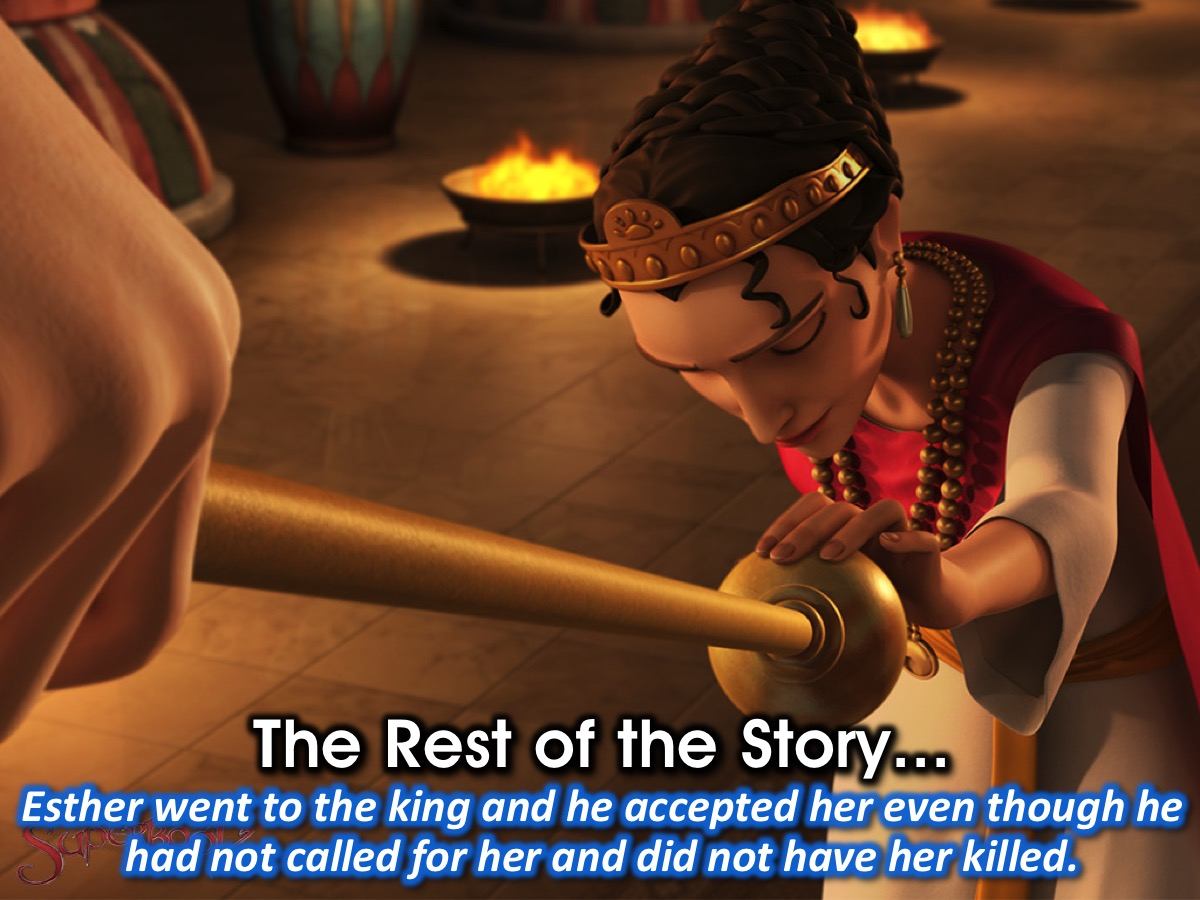 The Rest of the Story...
Esther went to the king and he accepted her even though he
had not called for her and did not have her killed.
Superbook